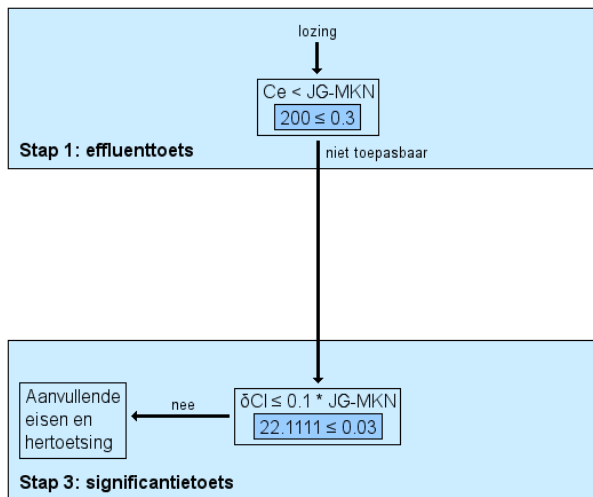 lozing
Ce < JG-MKN
200 ≤ 0.3
Stap 1: effluenttoets
niet toepasbaar
δCl ≤ 0.1 * JG-MKN
22.1111 ≤ 0.03
nee
Aanvullende
eisen en
hertoetsing
Stap 3: significantietoets